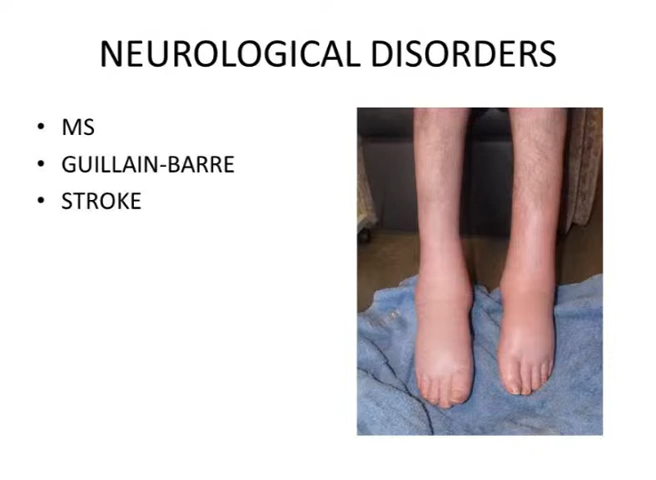 NEUROLOGICAL DISORDERS
• MS
• GUILLAIN-BARRE
• STROKE